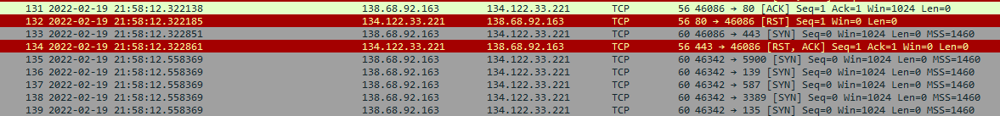 131 2022-02-19 21:58:12.322138 138.68.92.163 134.122.33.221 TCP 56 46086 → 80 [ACK] Seq=1 Ack=1 Win=1024 Len=0
132 2022-02-19 21:58:12.322185 134.122.33.221 138.68.92.163 TCP 56 80 → 46086 [RST] Seq=1 Win=0 Len=0
133 2022-02-19 21:58:12.322851 138.68.92.163 134.122.33.221 TCP 60 46086 → 443 [SYN] Seq=0 Win=1024 Len=0 MSS=1460
134 2022-02-19 21:58:12.322861 134.122.33.221 138.68.92.163 TCP 56 443 → 46086 [RST, ACK] Seq=1 Ack=1 Win=0 Len=0
135 2022-02-19 21:58:12.558369 138.68.92.163 134.122.33.221 TCP 60 46342 → 5900 [SYN] Seq=0 Win=1024 Len=0 MSS=1460
136 2022-02-19 21:58:12.558369 138.68.92.163 134.122.33.221 TCP 60 46342 → 139 [SYN] Seq=0 Win=1024 Len=0 MSS=1460
137 2022-02-19 21:58:12.558369 138.68.92.163 134.122.33.221 TCP 60 46342 → 587 [SYN] Seq=0 Win=1024 Len=0 MSS=1460
138 2022-02-19 21:58:12.558369 138.68.92.163 134.122.33.221 TCP 60 46342 → 3389 [SYN] Seq=0 Win=1024 Len=0 MSS=1460
139 2022-02-19 21:58:12.558369 138.68.92.163 134.122.33.221 TCP 60 46342 → 135 [SYN] Seq=0 Win=1024 Len=0 MSS=1460